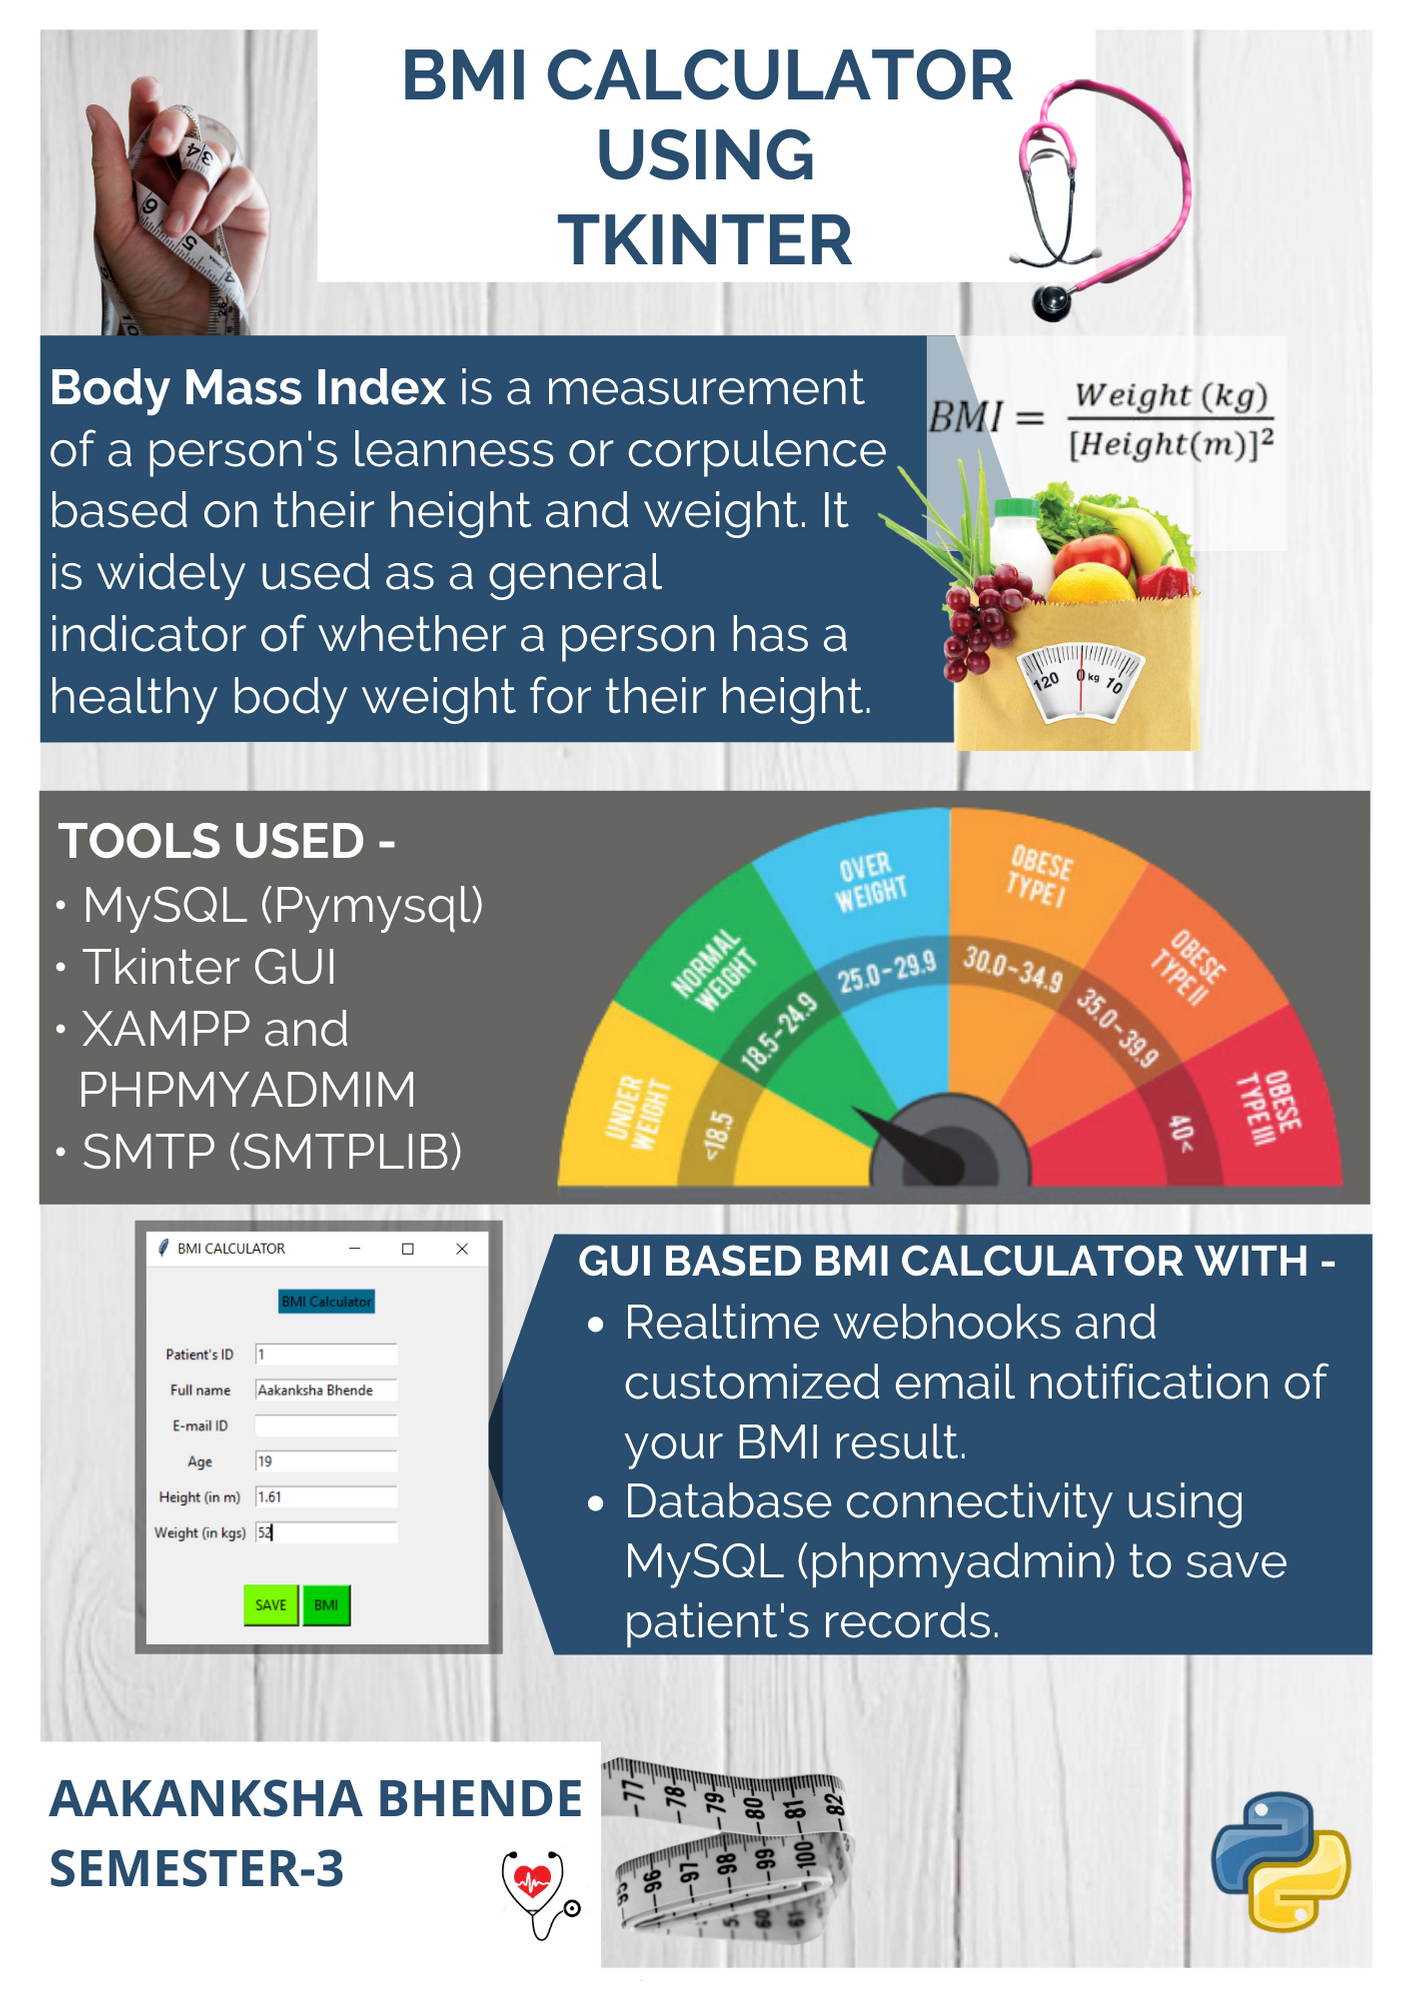 BMI CALCULATOR
USING
TKINTER
34
6
5
4
26
Body Mass Index is a measurement
of a person's leanness or corpulence
based on their height and weight. It
is widely used as a general
indicator of whether a person has a
healthy body weight for their height.
BMI = Weight (kg)
[Height(m)]²
120 0 kg 10
TOOLS USED -
• MySQL (Pymysql)
• Tkinter GUI
• XAMPP and
PHPMYADMIM
• SMTP (SMTPLIB)
UNDER
WEIGHT
<18.5
NORMAL
WEIGHT
18.5-24.9
OVER
WEIGHT
25.0-29.9
OBESE
TYPE I
30.0-34.9
OBESE
TYPE II
35.0-39.9
OBESE
TYPE III
40<
BMI CALCULATOR
BMI Calculator
Patient's ID 1
Full name Aakanksha Bhende
E-mail ID
Age 19
Height (in m) 1.61
Weight (in kgs) 52
SAVE BMI
GUI BASED BMI CALCULATOR WITH -
• Realtime webhooks and
customized email notification of
your BMI result.
• Database connectivity using
MySQL (phpmyadmin) to save
patient's records.
AAKANKSHA BHENDE
SEMESTER-3
77 78 79 80 81 82
95 96 97 98 99 100
60 61